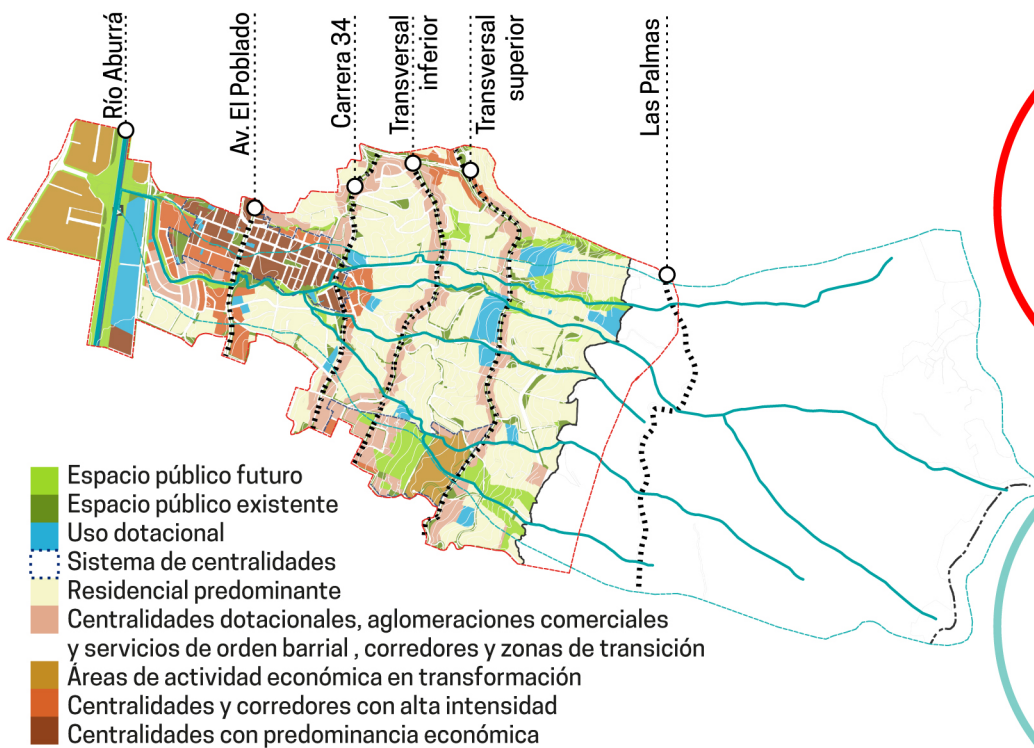 Río Aburrá
Av. El Poblado
Carrera 34
Transversal
inferior
Transversal
superior
Las Palmas
Espacio público futuro
Espacio público existente
Uso dotacional
Sistema de centralidades
Residencial predominante
Centralidades dotacionales, aglomeraciones comerciales
y servicios de orden barrial , corredores y zonas de transición
Áreas de actividad económica en transformación
Centralidades y corredores con alta intensidad
Centralidades con predominancia económica